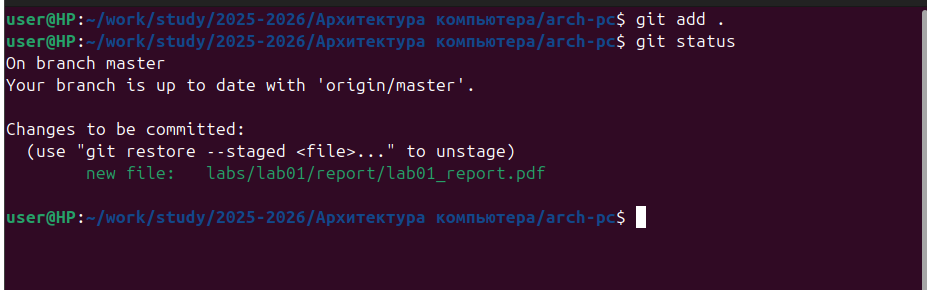 user@HP:~/work/study/2025-2026/Архитектура компьютера/arch-pc$ git add .
user@HP:~/work/study/2025-2026/Архитектура компьютера/arch-pc$ git status
On branch master
Your branch is up to date with 'origin/master'.

Changes to be committed:
  (use "git restore --staged <file>..." to unstage)
        new file:   labs/lab01/report/lab01_report.pdf

user@HP:~/work/study/2025-2026/Архитектура компьютера/arch-pc$